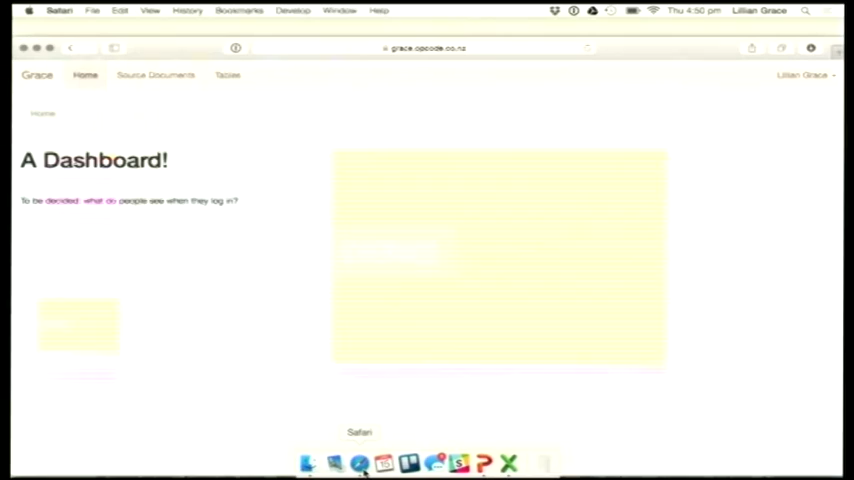 Safari File Edit View History Bookmarks Develop Window Help Thu 4:50 pm Lillian Grace
grace.opcode.co.nz
Grace Home Source Documents Tables Lillian Grace
Home
A Dashboard!
To be decided: what do people see when they log in?
Safari
15